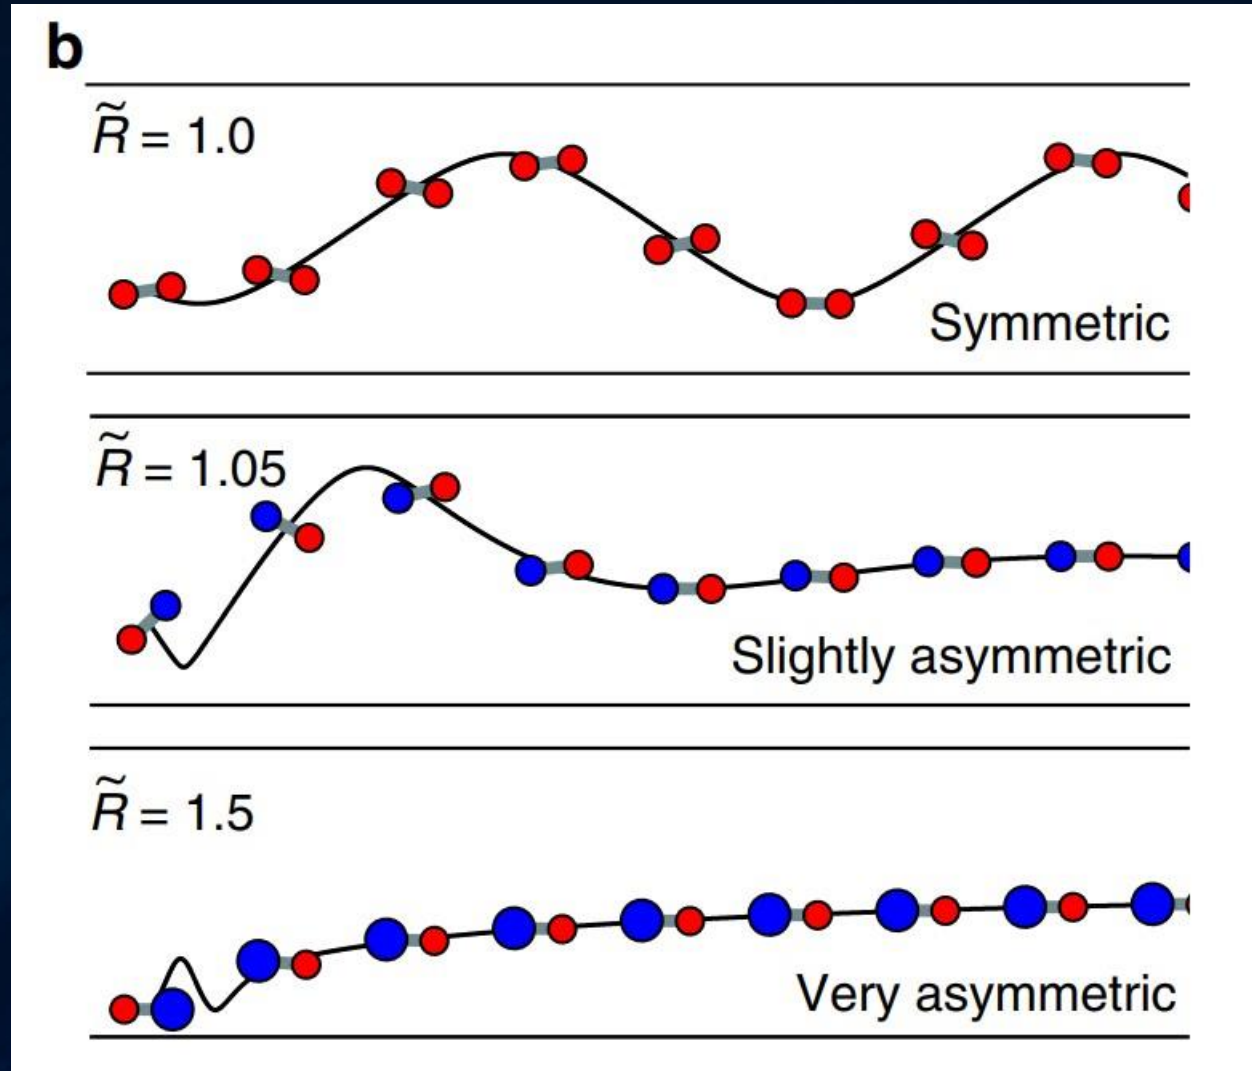 b
R̃ = 1.0
Symmetric
R̃ = 1.05
Slightly asymmetric
R̃ = 1.5
Very asymmetric